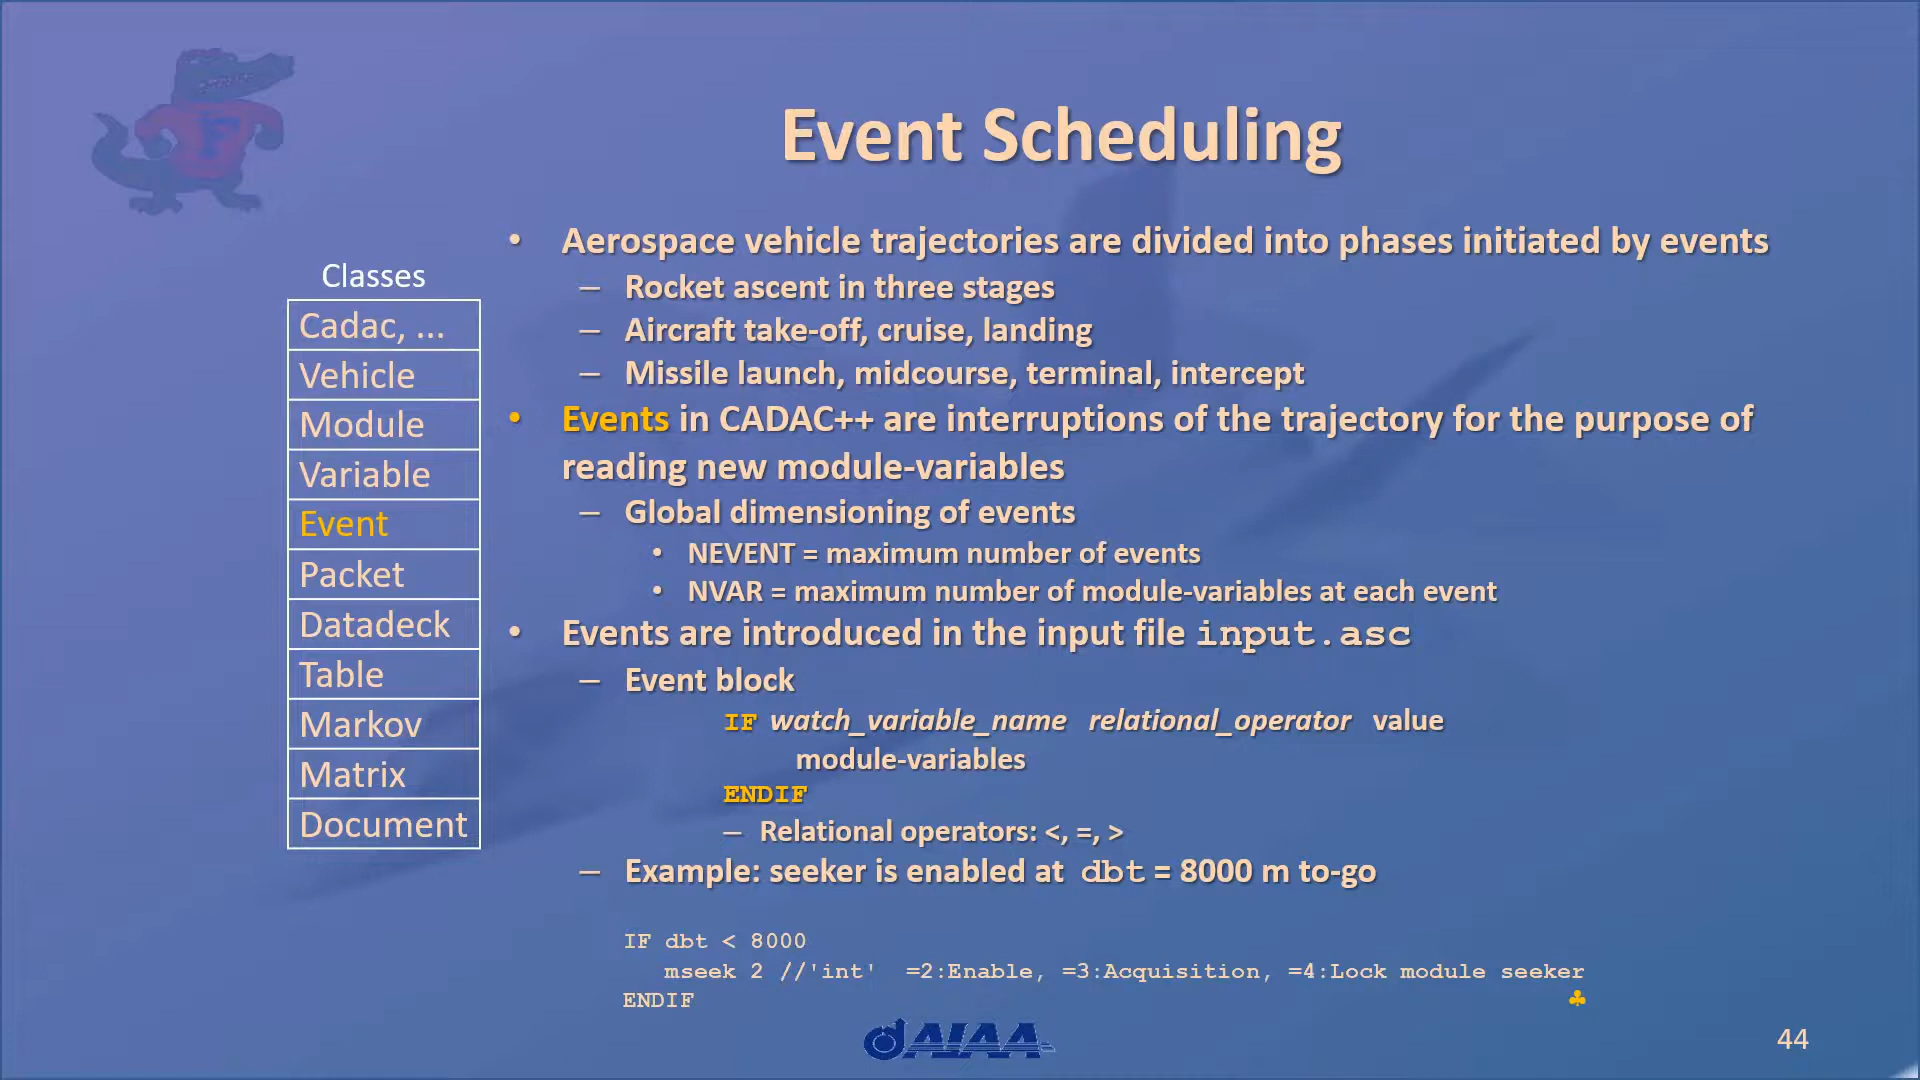 Event Scheduling
Classes
Cadac, ...
Vehicle
Module
Variable
Event
Packet
Datadeck
Table
Markov
Matrix
Document
• Aerospace vehicle trajectories are divided into phases initiated by events
– Rocket ascent in three stages
– Aircraft take-off, cruise, landing
– Missile launch, midcourse, terminal, intercept
• Events in CADAC++ are interruptions of the trajectory for the purpose of
reading new module-variables
– Global dimensioning of events
• NEVENT = maximum number of events
• NVAR = maximum number of module-variables at each event
• Events are introduced in the input file input.asc
– Event block
IF watch_variable_name relational_operator value
module-variables
ENDIF
– Relational operators: <, =, >
– Example: seeker is enabled at dbt = 8000 m to-go
IF dbt < 8000
mseek 2 //'int' =2:Enable, =3:Acquisition, =4:Lock module seeker
ENDIF
♣
F
AIAA
44